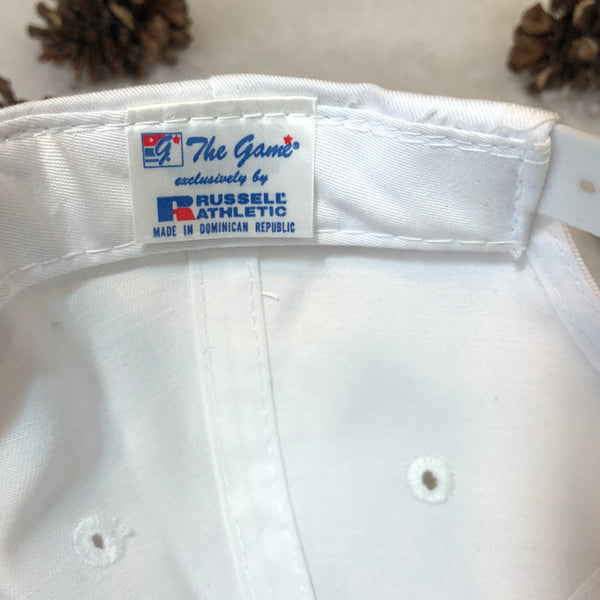 G. The Game®
exclusively by
R RUSSELL
ATHLETIC
MADE IN DOMINICAN REPUBLIC